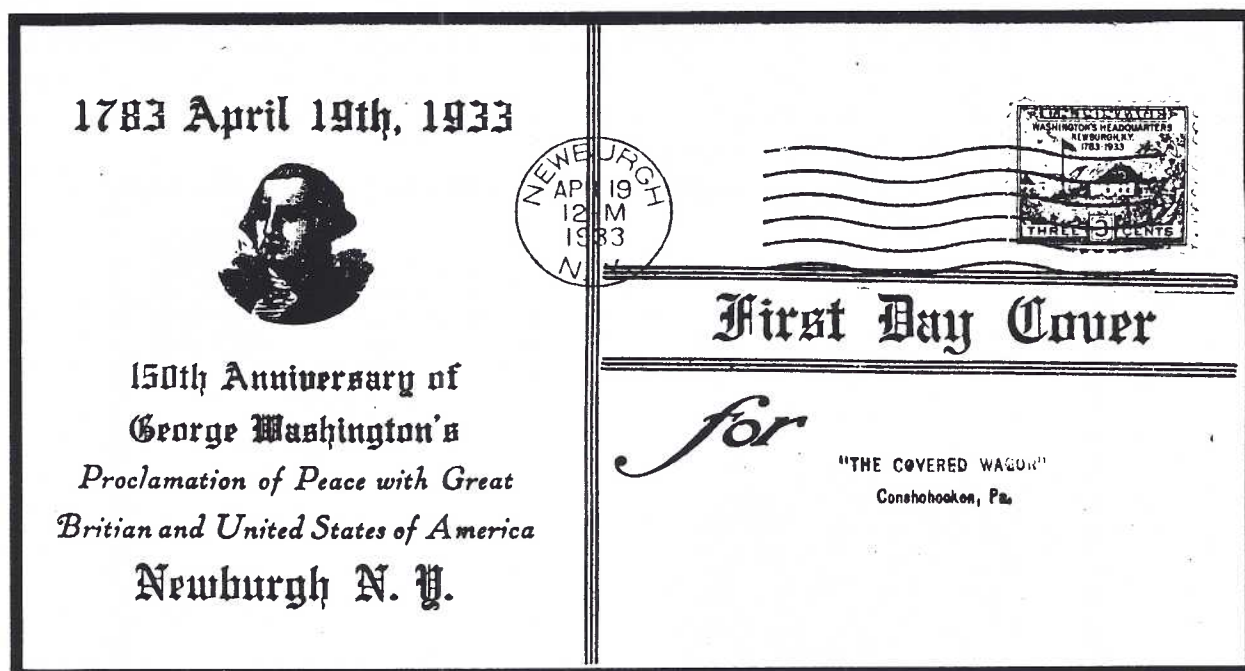 1783 April 19th, 1933
150th Anniversary of
George Washington's
Proclamation of Peace with Great
Britian and United States of America
Newburgh N. Y.
NEWBURGH
AP 19
12 M
1933
N.Y.
WASHINGTON'S HEADQUARTERS
NEWBURGH, N.Y.
1783-1933
THREE 3 CENTS
First Day Cover
for
"THE COVERED WAGON"
Conshohocken, Pa.